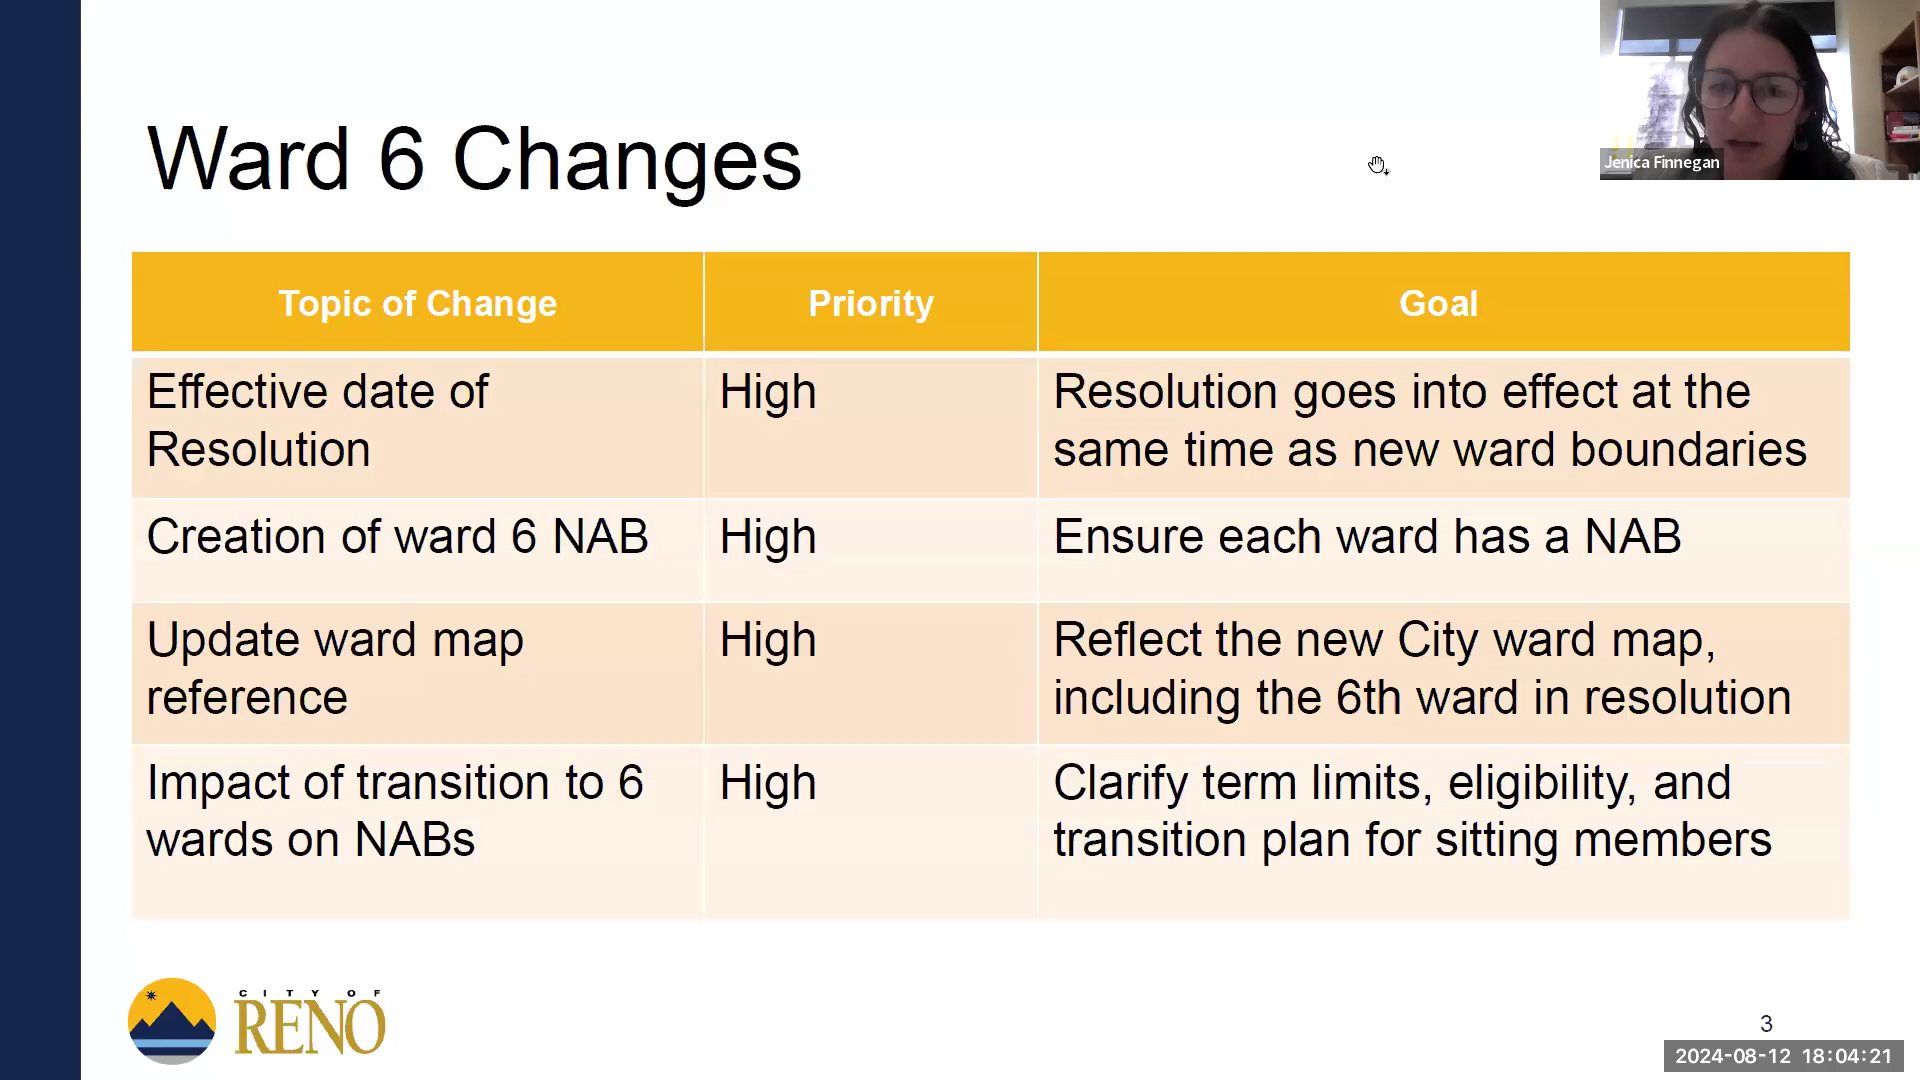 Jenica Finnegan
Ward 6 Changes
Topic of Change
Priority
Goal
Effective date of
Resolution
High
Resolution goes into effect at the
same time as new ward boundaries
Creation of ward 6 NAB
High
Ensure each ward has a NAB
Update ward map
reference
High
Reflect the new City ward map,
including the 6th ward in resolution
Impact of transition to 6
wards on NABs
High
Clarify term limits, eligibility, and
transition plan for sitting members
CITY OF
RENO
3
2024-08-12 18:04:21